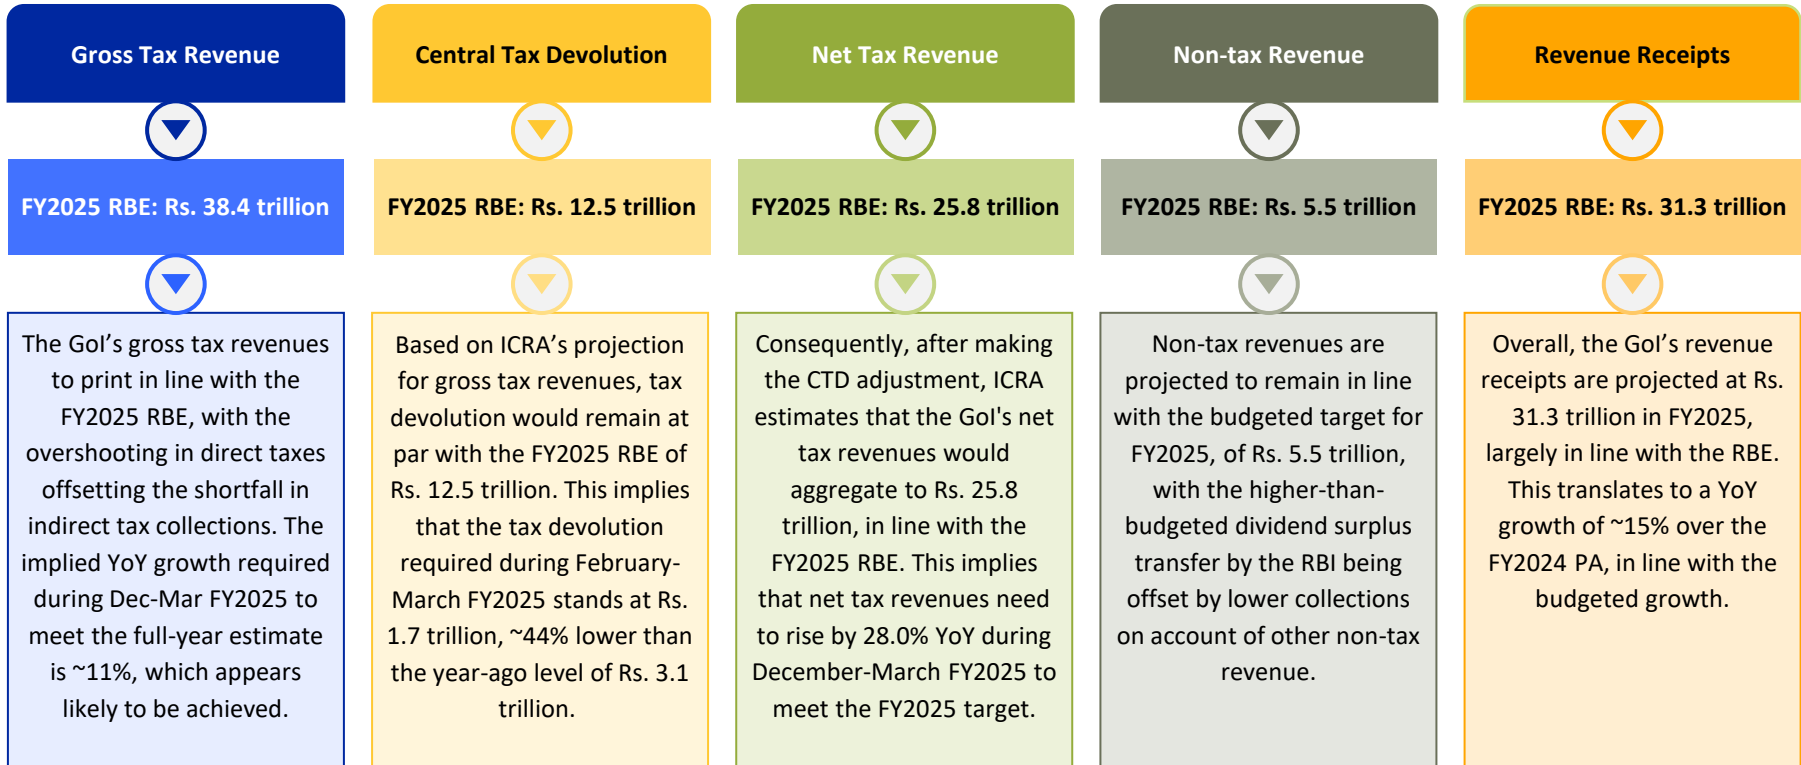 Gross Tax Revenue
FY2025 RBE: Rs. 38.4 trillion
The GoI’s gross tax revenues
to print in line with the
FY2025 RBE, with the
overshooting in direct taxes
offsetting the shortfall in
indirect tax collections. The
implied YoY growth required
during Dec-Mar FY2025 to
meet the full-year estimate
is ~11%, which appears
likely to be achieved.
Central Tax Devolution
FY2025 RBE: Rs. 12.5 trillion
Based on ICRA’s projection
for gross tax revenues, tax
devolution would remain at
par with the FY2025 RBE of
Rs. 12.5 trillion. This implies
that the tax devolution
required during February-
March FY2025 stands at Rs.
1.7 trillion, ~44% lower than
the year-ago level of Rs. 3.1
trillion.
Net Tax Revenue
FY2025 RBE: Rs. 25.8 trillion
Consequently, after making
the CTD adjustment, ICRA
estimates that the GoI's net
tax revenues would
aggregate to Rs. 25.8
trillion, in line with the
FY2025 RBE. This implies
that net tax revenues need
to rise by 28.0% YoY during
December-March FY2025 to
meet the FY2025 target.
Non-tax Revenue
FY2025 RBE: Rs. 5.5 trillion
Non-tax revenues are
projected to remain in line
with the budgeted target for
FY2025, of Rs. 5.5 trillion,
with the higher-than-
budgeted dividend surplus
transfer by the RBI being
offset by lower collections
on account of other non-tax
revenue.
Revenue Receipts
FY2025 RBE: Rs. 31.3 trillion
Overall, the GoI’s revenue
receipts are projected at Rs.
31.3 trillion in FY2025,
largely in line with the RBE.
This translates to a YoY
growth of ~15% over the
FY2024 PA, in line with the
budgeted growth.